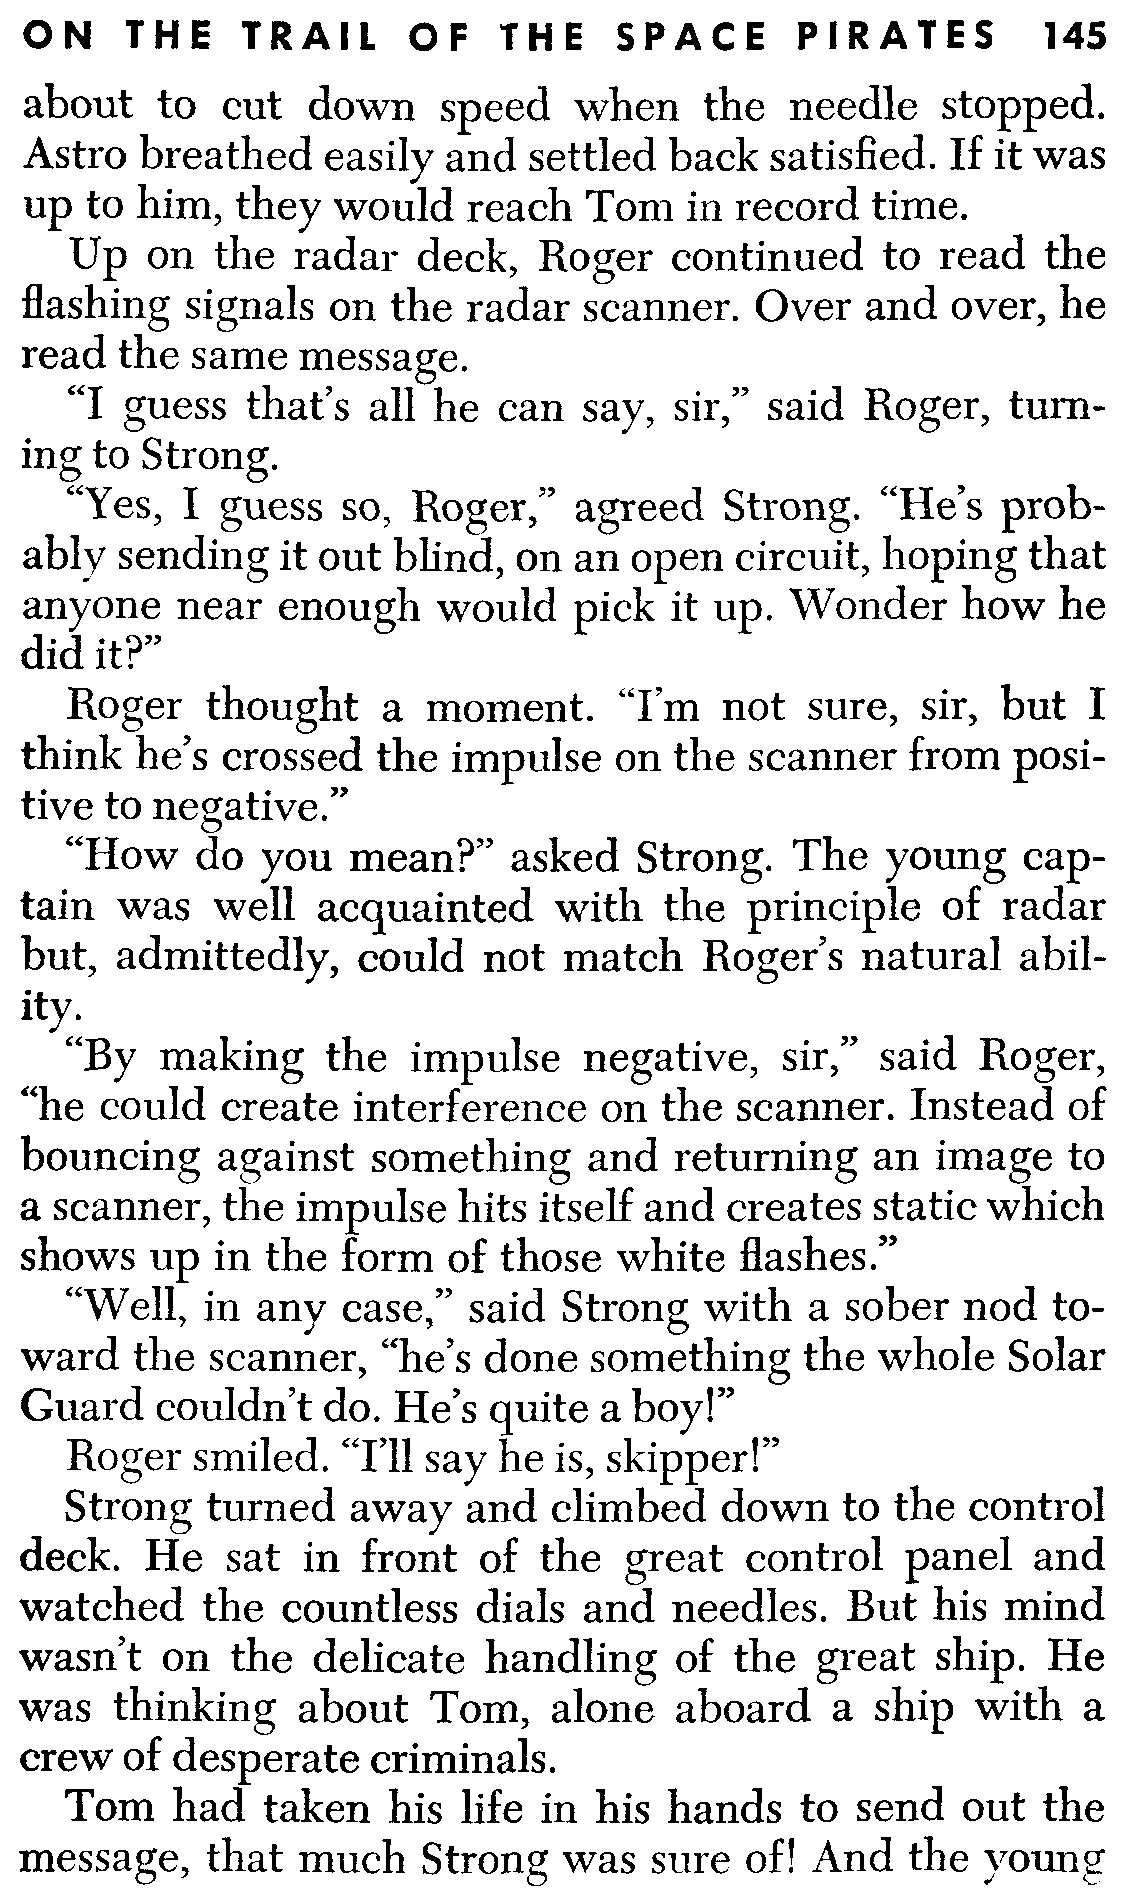 ON THE TRAIL OF THE SPACE PIRATES 145
about to cut down speed when the needle stopped.
Astro breathed easily and settled back satisfied. If it was
up to him, they would reach Tom in record time.
Up on the radar deck, Roger continued to read the
flashing signals on the radar scanner. Over and over, he
read the same message.
“I guess that’s all he can say, sir,” said Roger, turn-
ing to Strong.
“Yes, I guess so, Roger,” agreed Strong. “He’s prob-
ably sending it out blind, on an open circuit, hoping that
anyone near enough would pick it up. Wonder how he
did it?”
Roger thought a moment. “I’m not sure, sir, but I
think he’s crossed the impulse on the scanner from posi-
tive to negative.”
“How do you mean?” asked Strong. The young cap-
tain was well acquainted with the principle of radar
but, admittedly, could not match Roger’s natural abil-
ity.
“By making the impulse negative, sir,” said Roger,
“he could create interference on the scanner. Instead of
bouncing against something and returning an image to
a scanner, the impulse hits itself and creates static which
shows up in the form of those white flashes.”
“Well, in any case,” said Strong with a sober nod to-
ward the scanner, “he’s done something the whole Solar
Guard couldn’t do. He’s quite a boy!”
Roger smiled. “I’ll say he is, skipper!”
Strong turned away and climbed down to the control
deck. He sat in front of the great control panel and
watched the countless dials and needles. But his mind
wasn’t on the delicate handling of the great ship. He
was thinking about Tom, alone aboard a ship with a
crew of desperate criminals.
Tom had taken his life in his hands to send out the
message, that much Strong was sure of! And the young